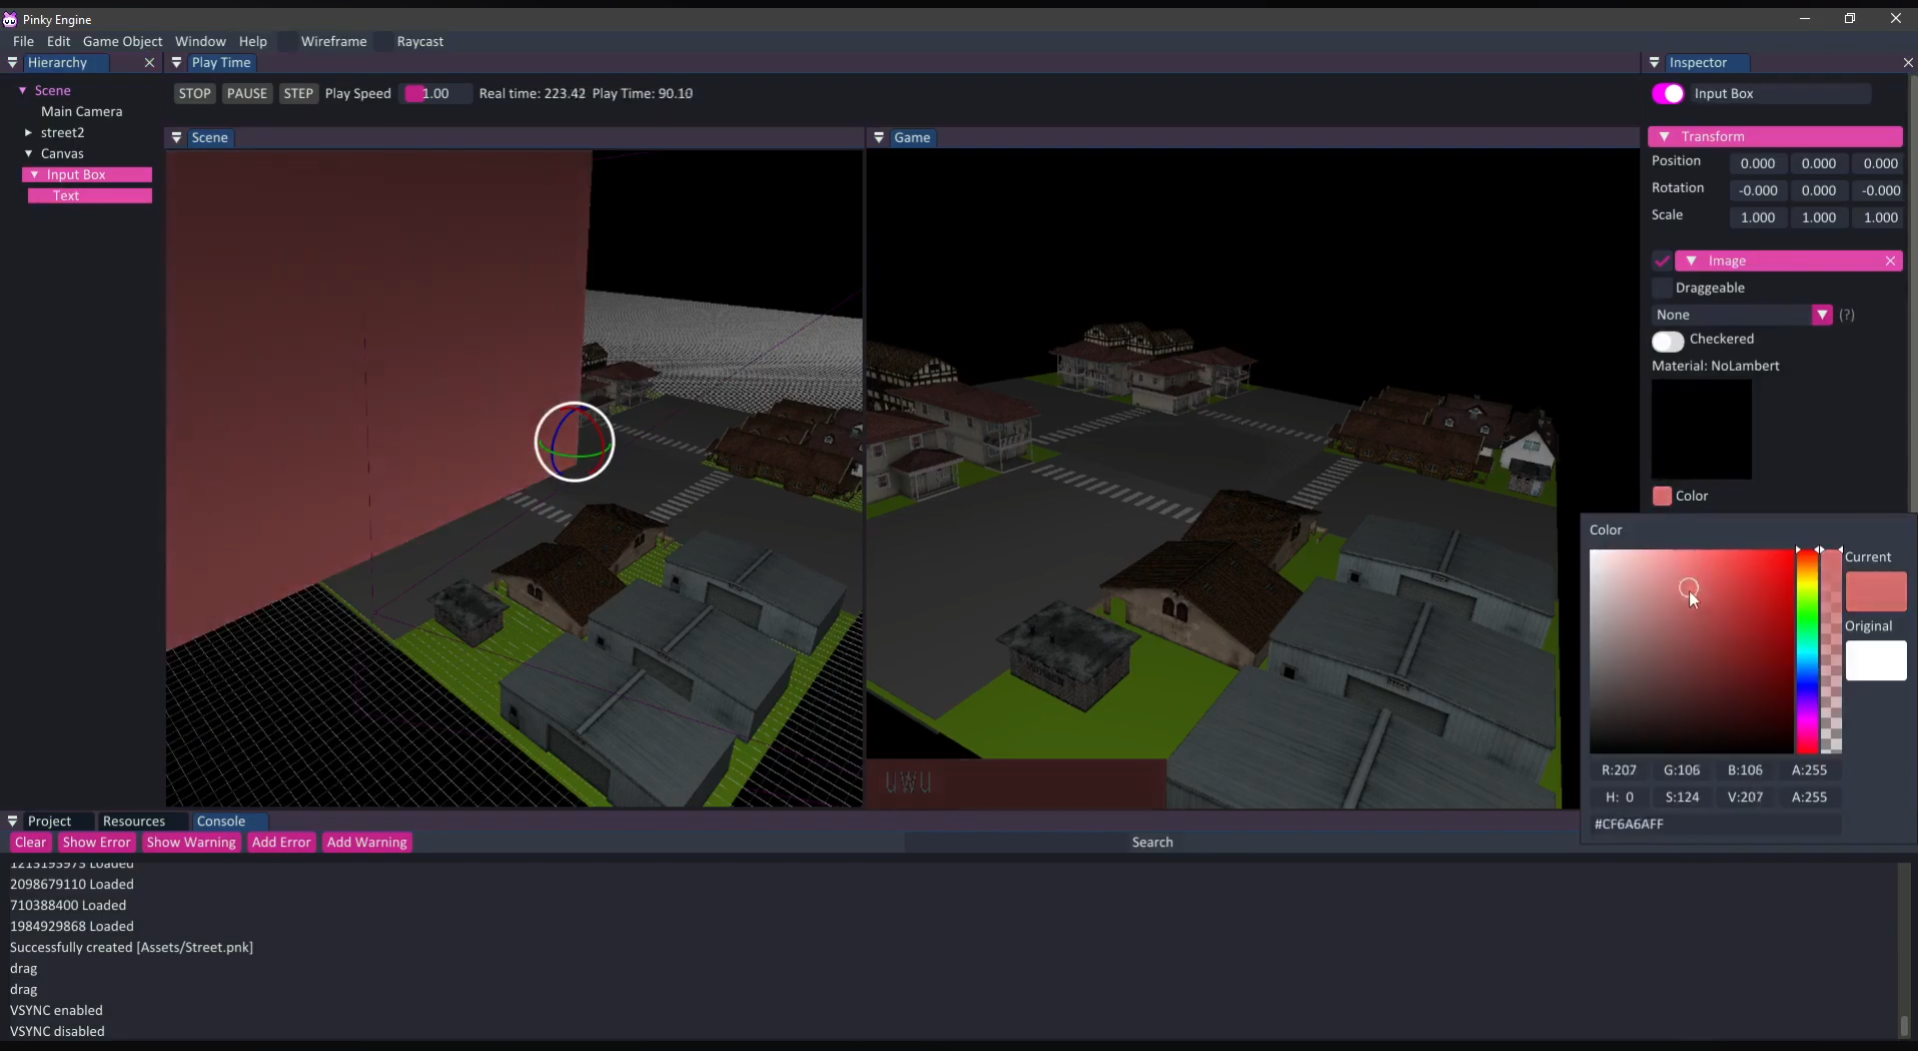 Pinky Engine
File Edit Game Object Window Help Wireframe Raycast
Hierarchy Play Time Inspector
Scene
Main Camera
street2
Canvas
Input Box
Text
STOP PAUSE STEP Play Speed 1.00 Real time: 223.42 Play Time: 90.10
Scene Game
uwu
Input Box
Transform
Position 0.000 0.000 0.000
Rotation -0.000 0.000 -0.000
Scale 1.000 1.000 1.000
Image
Draggeable
None (?)
Checkered
Material: NoLambert
Color
Color
Current
Original
R:207 G:106 B:106 A:255
H: 0 S:124 V:207 A:255
#CF6A6AFF
Project Resources Console
Clear Show Error Show Warning Add Error Add Warning Search
1213195973 Loaded
2098679110 Loaded
710388400 Loaded
1984929868 Loaded
Successfully created [Assets/Street.pnk]
drag
drag
VSYNC enabled
VSYNC disabled